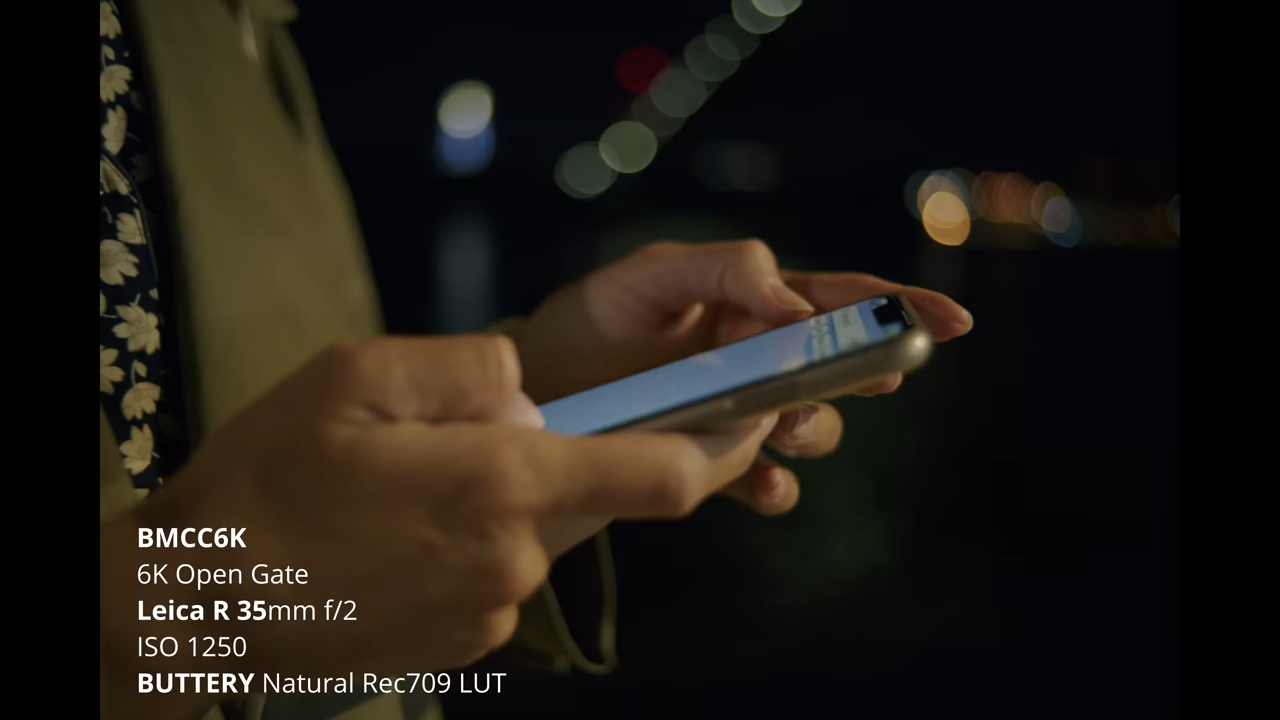 BMCC6K
6K Open Gate
Leica R 35mm f/2
ISO 1250
BUTTERY Natural Rec709 LUT